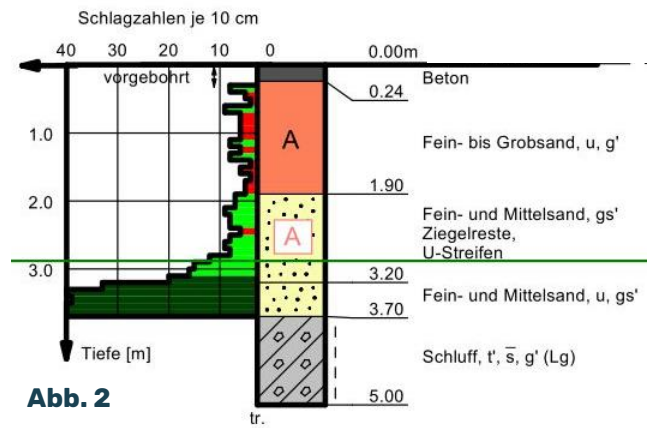 Schlagzahlen je 10 cm
40 30 20 10 0 0.00m
vorgebohrt
Beton
0.24
1.0
A
Fein- bis Grobsand, u, g'
1.90
2.0
Fein- und Mittelsand, gs'
A
Ziegelreste,
U-Streifen
3.0
3.20
Fein- und Mittelsand, u, gs'
3.70
Tiefe [m]
Schluff, t', s̅, g' (Lg)
Abb. 2
5.00
tr.